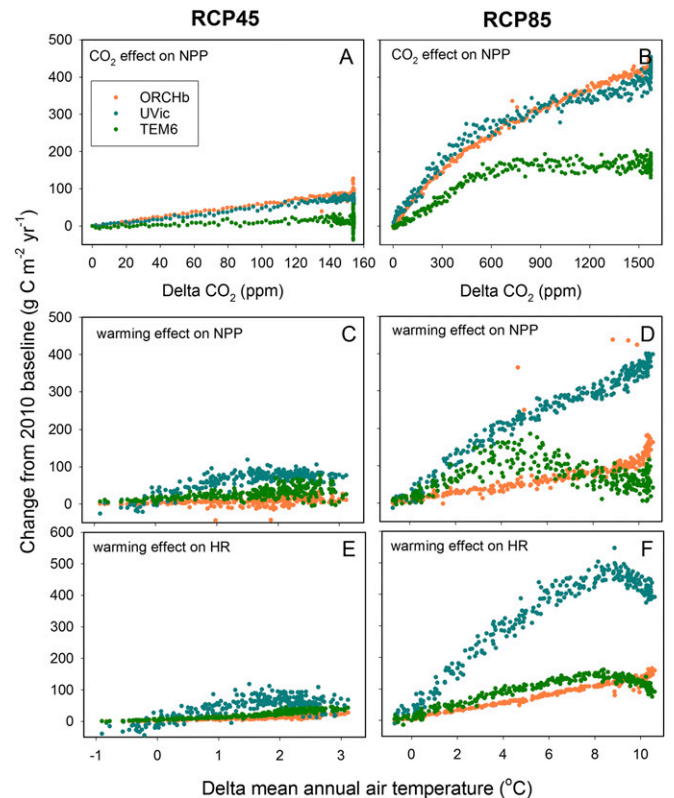 RCP45
RCP85
Change from 2010 baseline (g C m⁻² yr⁻¹)
500
400
300
200
100
0
CO₂ effect on NPP
A
ORCHb
UVic
TEM6
0 20 40 60 80 100 120 140 160
Delta CO₂ (ppm)
CO₂ effect on NPP
B
0 300 600 900 1200 1500
Delta CO₂ (ppm)
500
400
300
200
100
0
warming effect on NPP
C
warming effect on NPP
D
600
500
400
300
200
100
0
warming effect on HR
E
-1 0 1 2 3
warming effect on HR
F
0 2 4 6 8 10
Delta mean annual air temperature (°C)